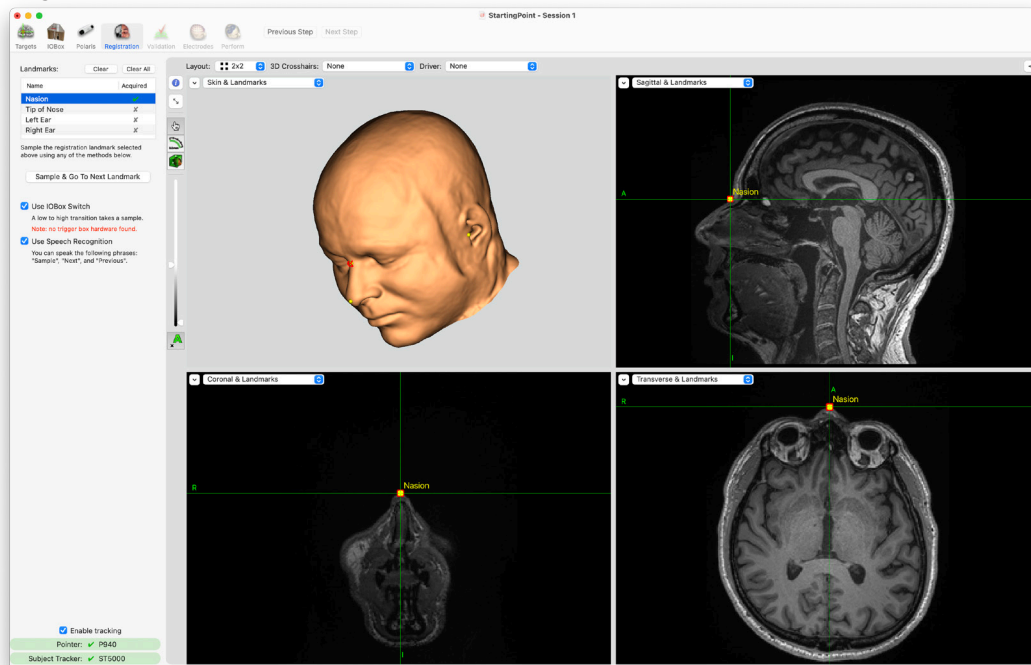 StartingPoint - Session 1
Targets IOBox Polaris Registration Validation Electrodes Perform
Previous Step Next Step
Layout: 2x2 3D Crosshairs: None Driver: None
Landmarks: Clear Clear All
Name Acquired
Nasion
Tip of Nose
Left Ear
Right Ear
Sample the registration landmark selected
above using any of the methods below.
Sample & Go To Next Landmark
Use IOBox Switch
A low to high transition takes a sample.
Note: no trigger box hardware found.
Use Speech Recognition
You can speak the following phrases:
"Sample", "Next", and "Previous".
Enable tracking
Pointer: P940
Subject Tracker: ST5000
Skin & Landmarks
A
Sagittal & Landmarks
A
Nasion
I
Coronal & Landmarks
R
Nasion
I
Transverse & Landmarks
A
R
Nasion